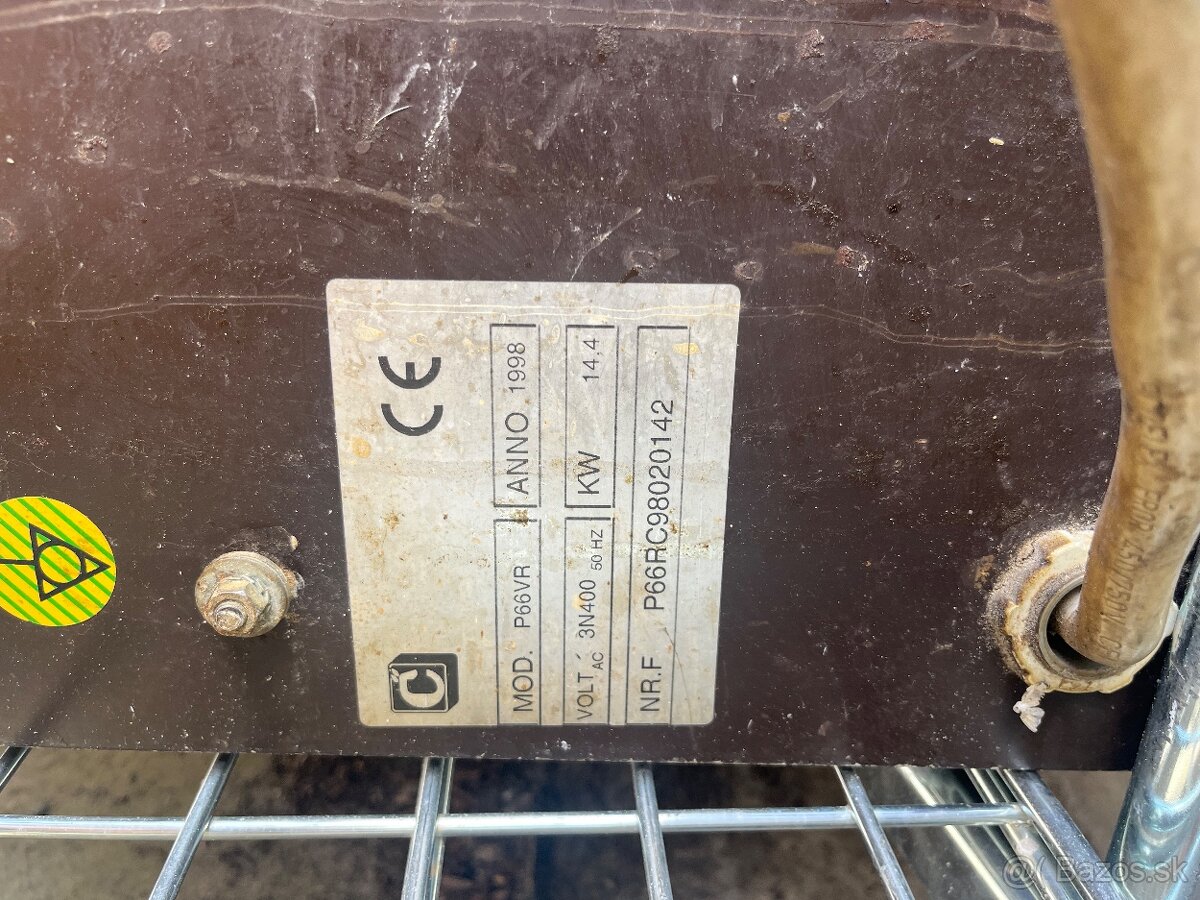 CE
MOD. P66VR ANNO 1998
VOLT AC 3N400 50 HZ KW 14,4
NR.F P66RC98020142
C
@Bazos.sk